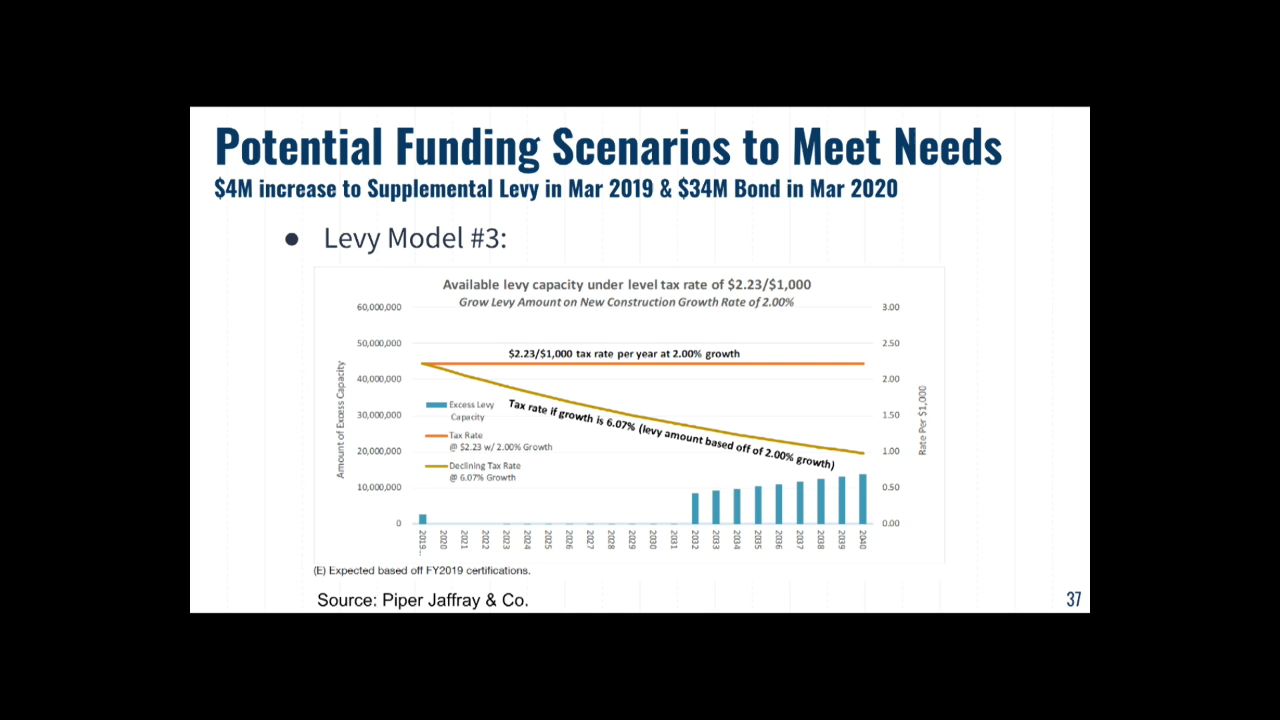 Potential Funding Scenarios to Meet Needs
$4M increase to Supplemental Levy in Mar 2019 & $34M Bond in Mar 2020
● Levy Model #3:
Available levy capacity under level tax rate of $2.23/$1,000
Grow Levy Amount on New Construction Growth Rate of 2.00%
60,000,000
50,000,000
40,000,000
30,000,000
20,000,000
10,000,000
0
Amount of Excess Capacity
3.00
2.50
2.00
1.50
1.00
0.50
0.00
Rate Per $1,000
$2.23/$1,000 tax rate per year at 2.00% growth
Tax rate if growth is 6.07% (levy amount based off of 2.00% growth)
Excess Levy
Capacity
Tax Rate
@ $2.23 w/ 2.00% Growth
Declining Tax Rate
@ 6.07% Growth
2019...
2020
2021
2022
2023
2024
2025
2026
2027
2028
2029
2030
2031
2032
2033
2034
2035
2036
2037
2038
2039
2040
(E) Expected based off FY2019 certifications.
Source: Piper Jaffray & Co.
37